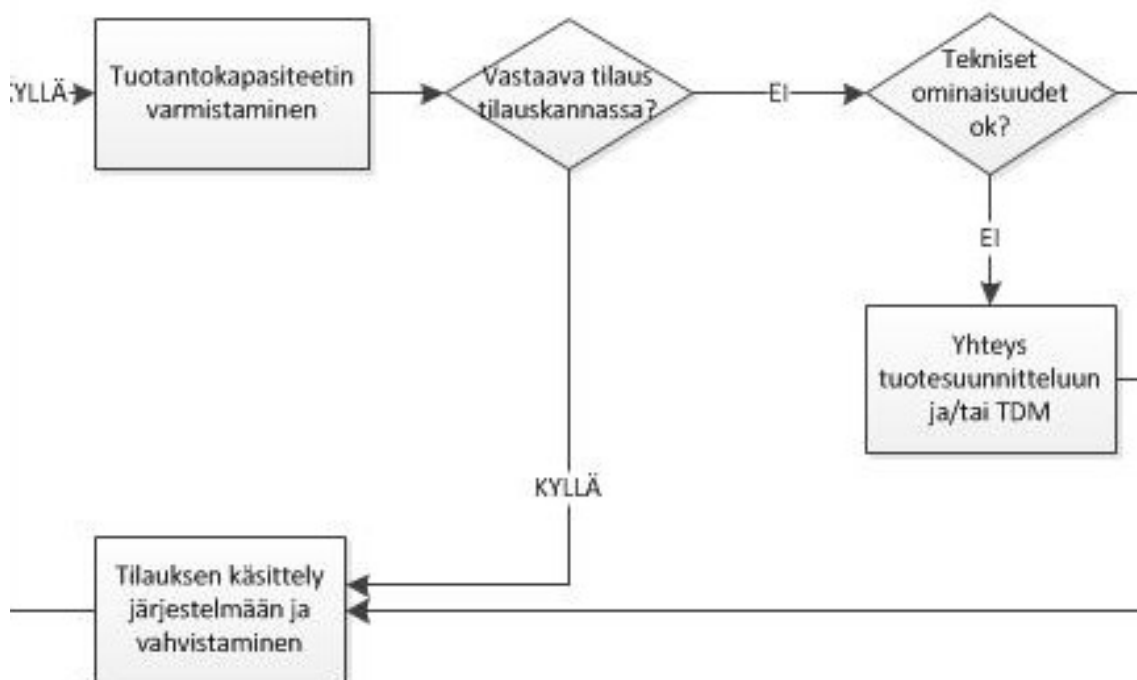 KYLLÄ
Tuotantokapasiteetin
varmistaminen
Vastaava tilaus
tilauskannassa?
EI
Tekniset
ominaisuudet
ok?
EI
Yhteys
tuotesuunnitteluun
ja/tai TDM
KYLLÄ
Tilauksen käsittely
järjestelmään ja
vahvistaminen